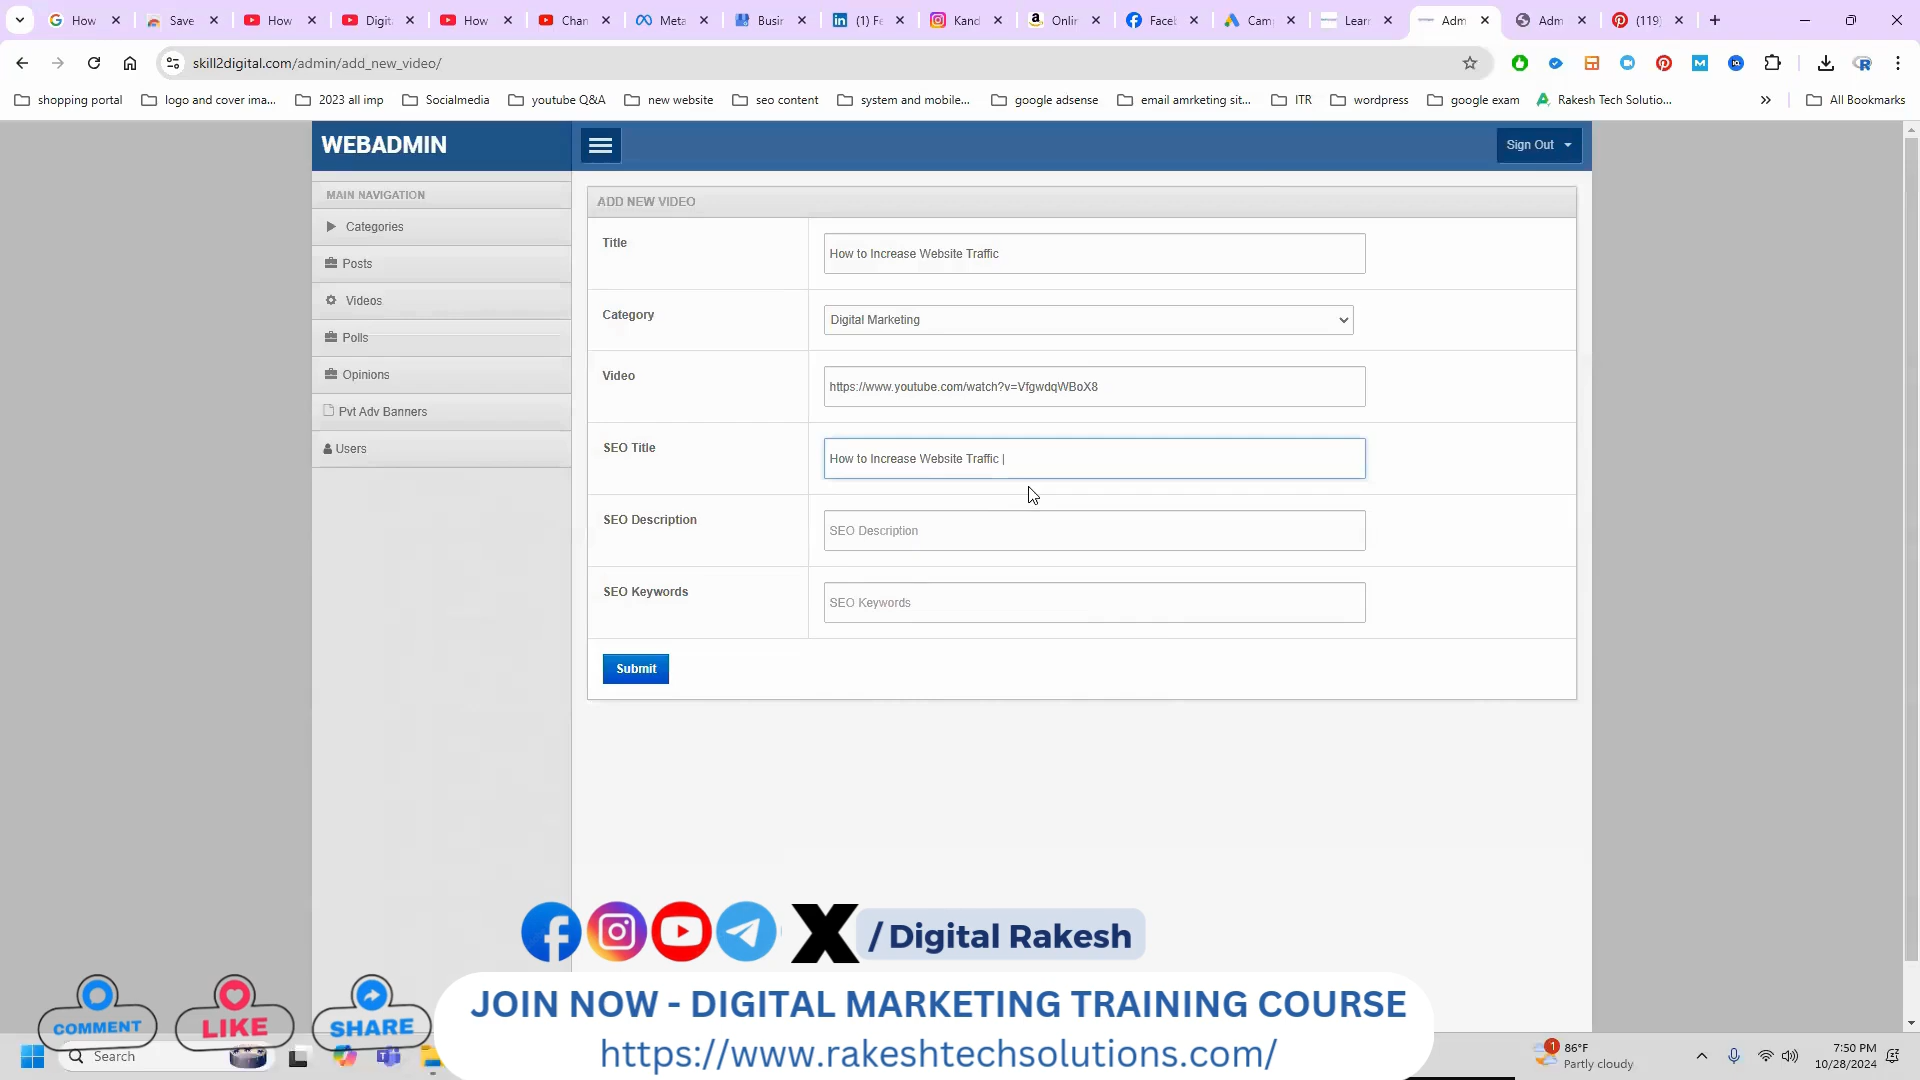 How
Save
How
Digit
How
Chan
Meta
Busir
(1) Fe
Kand
Onlin
Faceb
Cam
Lear
Adm
Adm
(119)
skill2digital.com/admin/add_new_video/
shopping portal
logo and cover ima...
2023 all imp
Socialmedia
youtube Q&A
new website
seo content
system and mobile...
google adsense
email amrketing sit...
ITR
wordpress
google exam
Rakesh Tech Solutio...
All Bookmarks
WEBADMIN
Sign Out
MAIN NAVIGATION
Categories
Posts
Videos
Polls
Opinions
Pvt Adv Banners
Users
ADD NEW VIDEO
Title
How to Increase Website Traffic
Category
Digital Marketing
Video
https://www.youtube.com/watch?v=VfgwdqWBoX8
SEO Title
How to Increase Website Traffic |
SEO Description
SEO Description
SEO Keywords
SEO Keywords
Submit
/Digital Rakesh
COMMENT
LIKE
SHARE
JOIN NOW - DIGITAL MARKETING TRAINING COURSE
https://www.rakeshtechsolutions.com/
Search
1
86°F
Partly cloudy
7:50 PM
10/28/2024